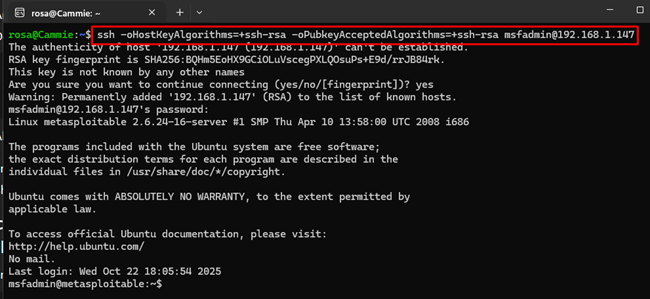 rosa@Cammie: ~
rosa@Cammie:~$ ssh -oHostKeyAlgorithms=+ssh-rsa -oPubkeyAcceptedAlgorithms=+ssh-rsa msfadmin@192.168.1.147
The authenticity of host '192.168.1.147 (192.168.1.147)' can't be established.
RSA key fingerprint is SHA256:BQHm5EoHX9GCiOLuVscegPXLQOsuPs+E9d/rrJB84rk.
This key is not known by any other names
Are you sure you want to continue connecting (yes/no/[fingerprint])? yes
Warning: Permanently added '192.168.1.147' (RSA) to the list of known hosts.
msfadmin@192.168.1.147's password:
Linux metasploitable 2.6.24-16-server #1 SMP Thu Apr 10 13:58:00 UTC 2008 i686
The programs included with the Ubuntu system are free software;
the exact distribution terms for each program are described in the
individual files in /usr/share/doc/*/copyright.
Ubuntu comes with ABSOLUTELY NO WARRANTY, to the extent permitted by
applicable law.
To access official Ubuntu documentation, please visit:
http://help.ubuntu.com/
No mail.
Last login: Wed Oct 22 18:05:54 2025
msfadmin@metasploitable:~$